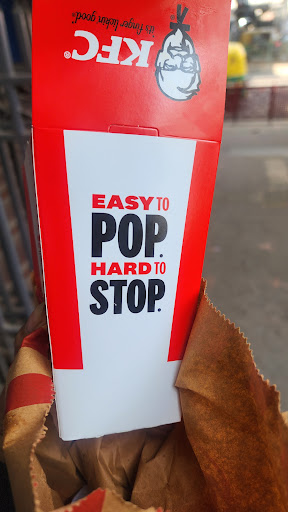 KFC®
it's finger lickin' good®
EASY TO
POP.
HARD TO
STOP.